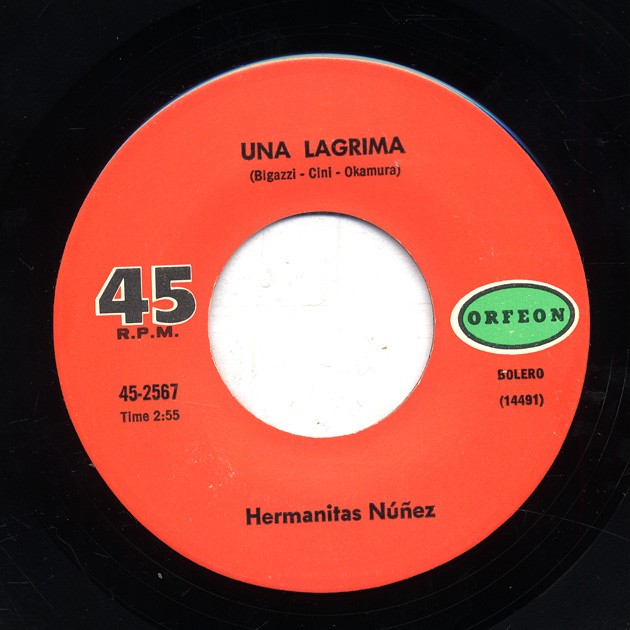 UNA LAGRIMA
(Bigazzi - Cini - Okamura)
45
R.P.M.
ORFEON
45-2567
Time 2:55
BOLERO
(14491)
Hermanitas Núñez